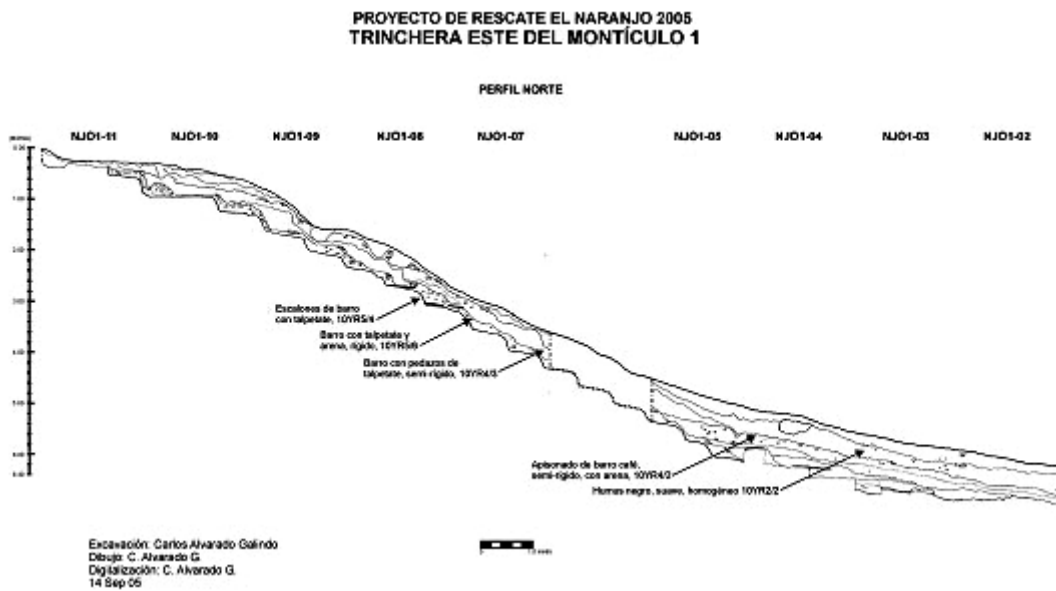 PROYECTO DE RESCATE EL NARANJO 2005
TRINCHERA ESTE DEL MONTÍCULO 1
PERFIL NORTE
NJO1-11 NJO1-10 NJO1-09 NJO1-08 NJO1-07 NJO1-05 NJO1-04 NJO1-03 NJO1-02
Escalones de barro
con talpetate, 10YR5/4
Barro con talpetate y
arena, rígido, 10YR5/6
Barro con pedazos de
talpetate, semi-rígido, 10YR4/3
Apisonado de barro café,
semi-rígido, con arena, 10YR4/3
Humus negro, suave, homogéneo 10YR2/2
Excavación: Carlos Alvarado Galindo
Dibujo: C. Alvarado G.
Digitalización: C. Alvarado G.
14 Sep 05